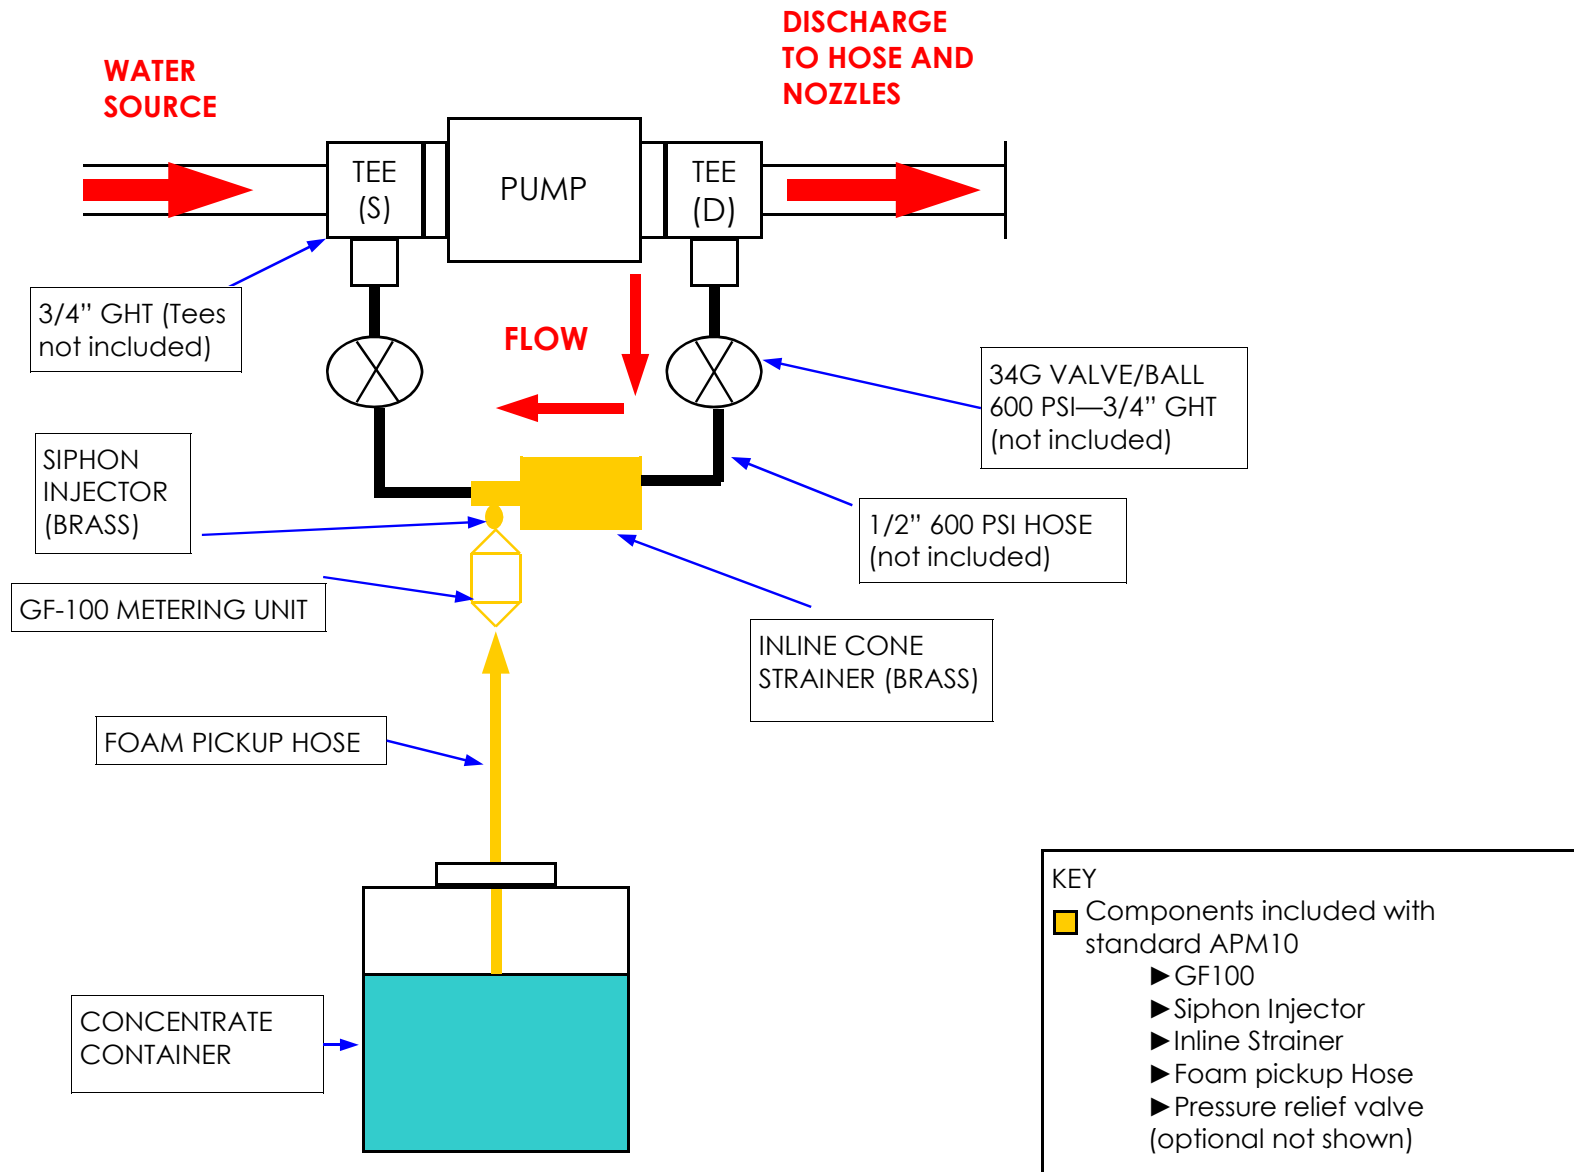 DISCHARGE
TO HOSE AND
NOZZLES
WATER
SOURCE
TEE
(S)
PUMP
TEE
(D)
3/4” GHT (Tees
not included)
FLOW
34G VALVE/BALL
600 PSI—3/4” GHT
(not included)
SIPHON
INJECTOR
(BRASS)
1/2” 600 PSI HOSE
(not included)
GF-100 METERING UNIT
INLINE CONE
STRAINER (BRASS)
FOAM PICKUP HOSE
CONCENTRATE
CONTAINER
KEY
Components included with
standard APM10
►GF100
►Siphon Injector
►Inline Strainer
►Foam pickup Hose
►Pressure relief valve
(optional not shown)